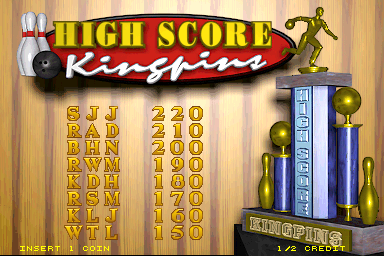 HIGH SCORE
Kingpins
SJJ 220
RAD 210
BHN 200
RWM 190
KDH 180
RSM 170
KLJ 160
WTL 150
HIGH SCORE
KINGPINS
INSERT 1 COIN
1/2 CREDIT